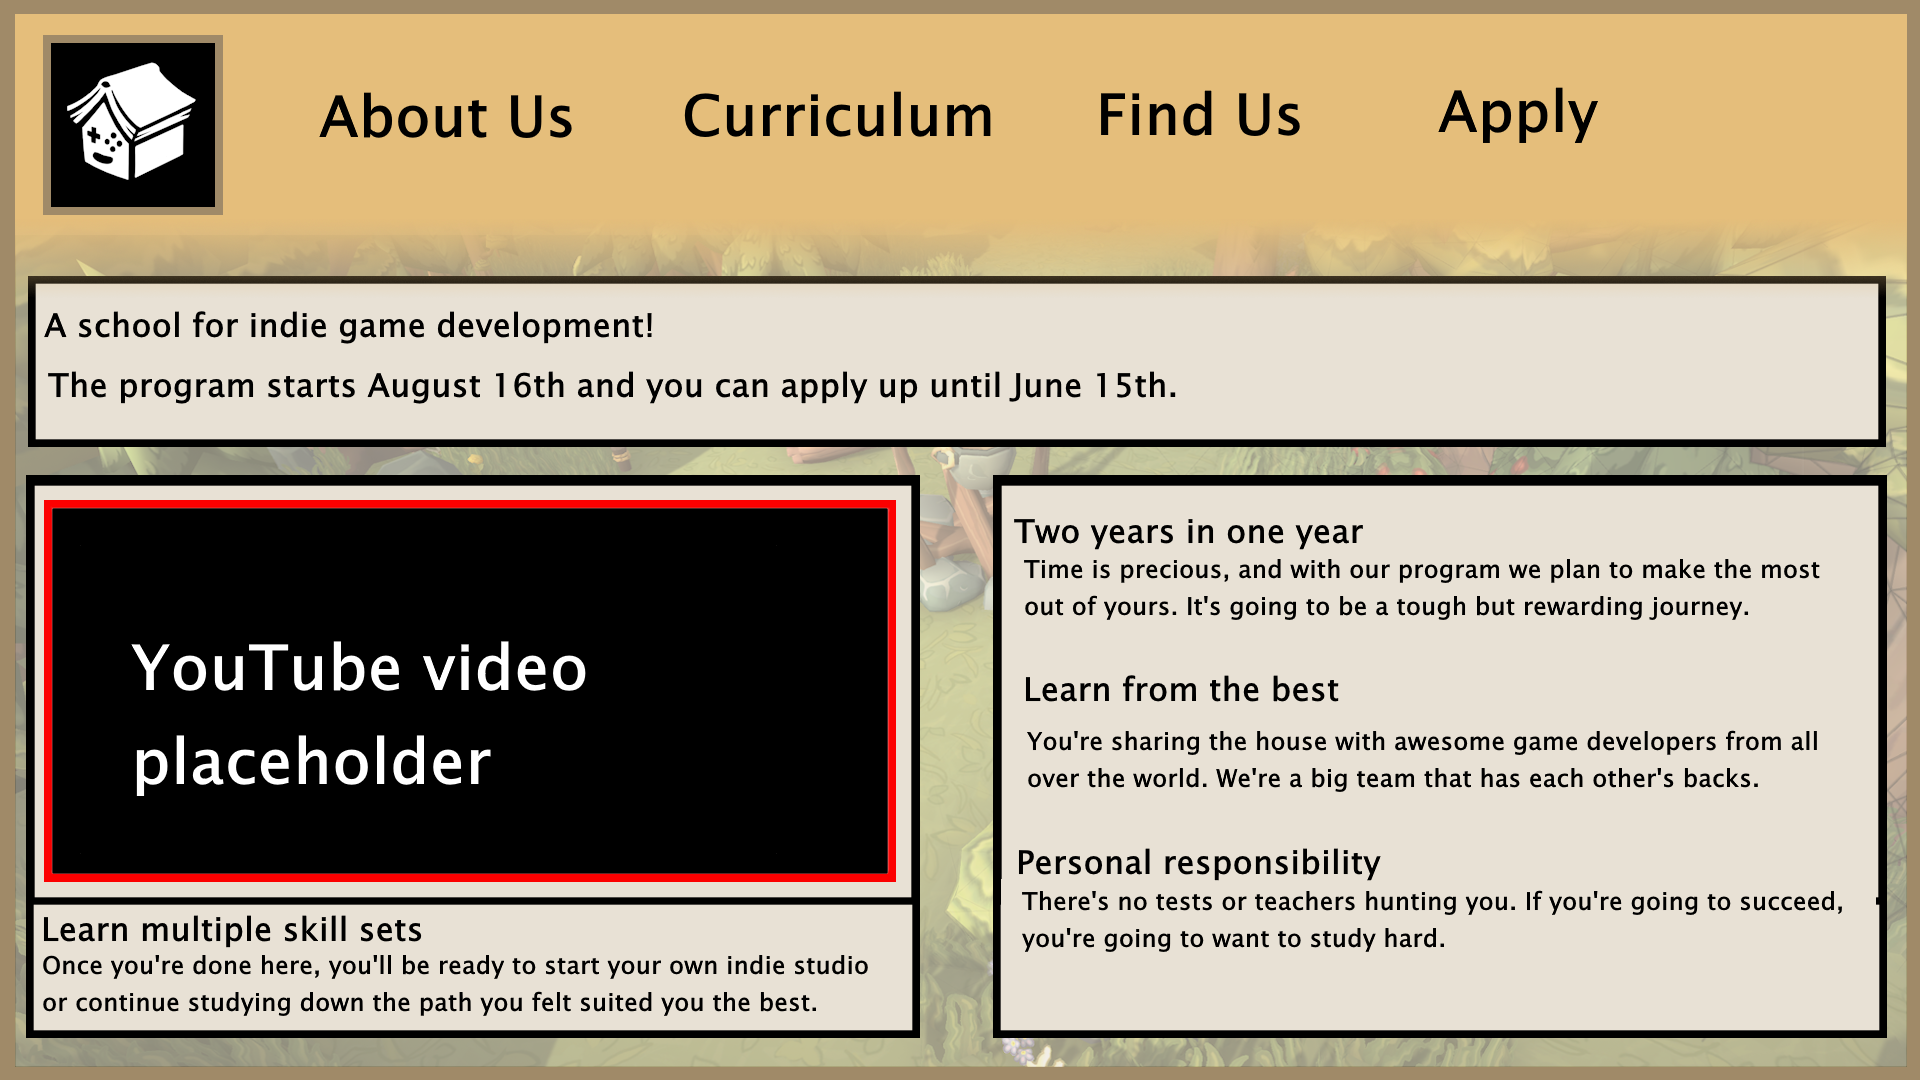 About Us Curriculum Find Us Apply
A school for indie game development!
The program starts August 16th and you can apply up until June 15th.
YouTube video
placeholder
Learn multiple skill sets
Once you're done here, you'll be ready to start your own indie studio
or continue studying down the path you felt suited you the best.
Two years in one year
Time is precious, and with our program we plan to make the most
out of yours. It's going to be a tough but rewarding journey.
Learn from the best
You're sharing the house with awesome game developers from all
over the world. We're a big team that has each other's backs.
Personal responsibility
There's no tests or teachers hunting you. If you're going to succeed,
you're going to want to study hard.